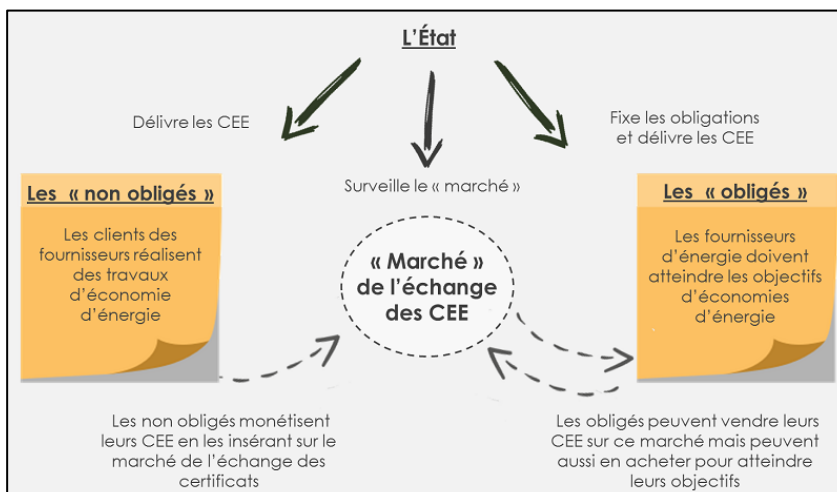 L'État
Délivre les CEE
Fixe les obligations
et délivre les CEE
Surveille le « marché »
Les « non obligés »
Les clients des
fournisseurs réalisent
des travaux
d'économie
d'énergie
« Marché »
de l'échange
des CEE
Les « obligés »
Les fournisseurs
d'énergie doivent
atteindre les objectifs
d'économies
d'énergie
Les non obligés monétisent
leurs CEE en les insérant sur le
marché de l'échange des
certificats
Les obligés peuvent vendre leurs
CEE sur ce marché mais peuvent
aussi en acheter pour atteindre
leurs objectifs